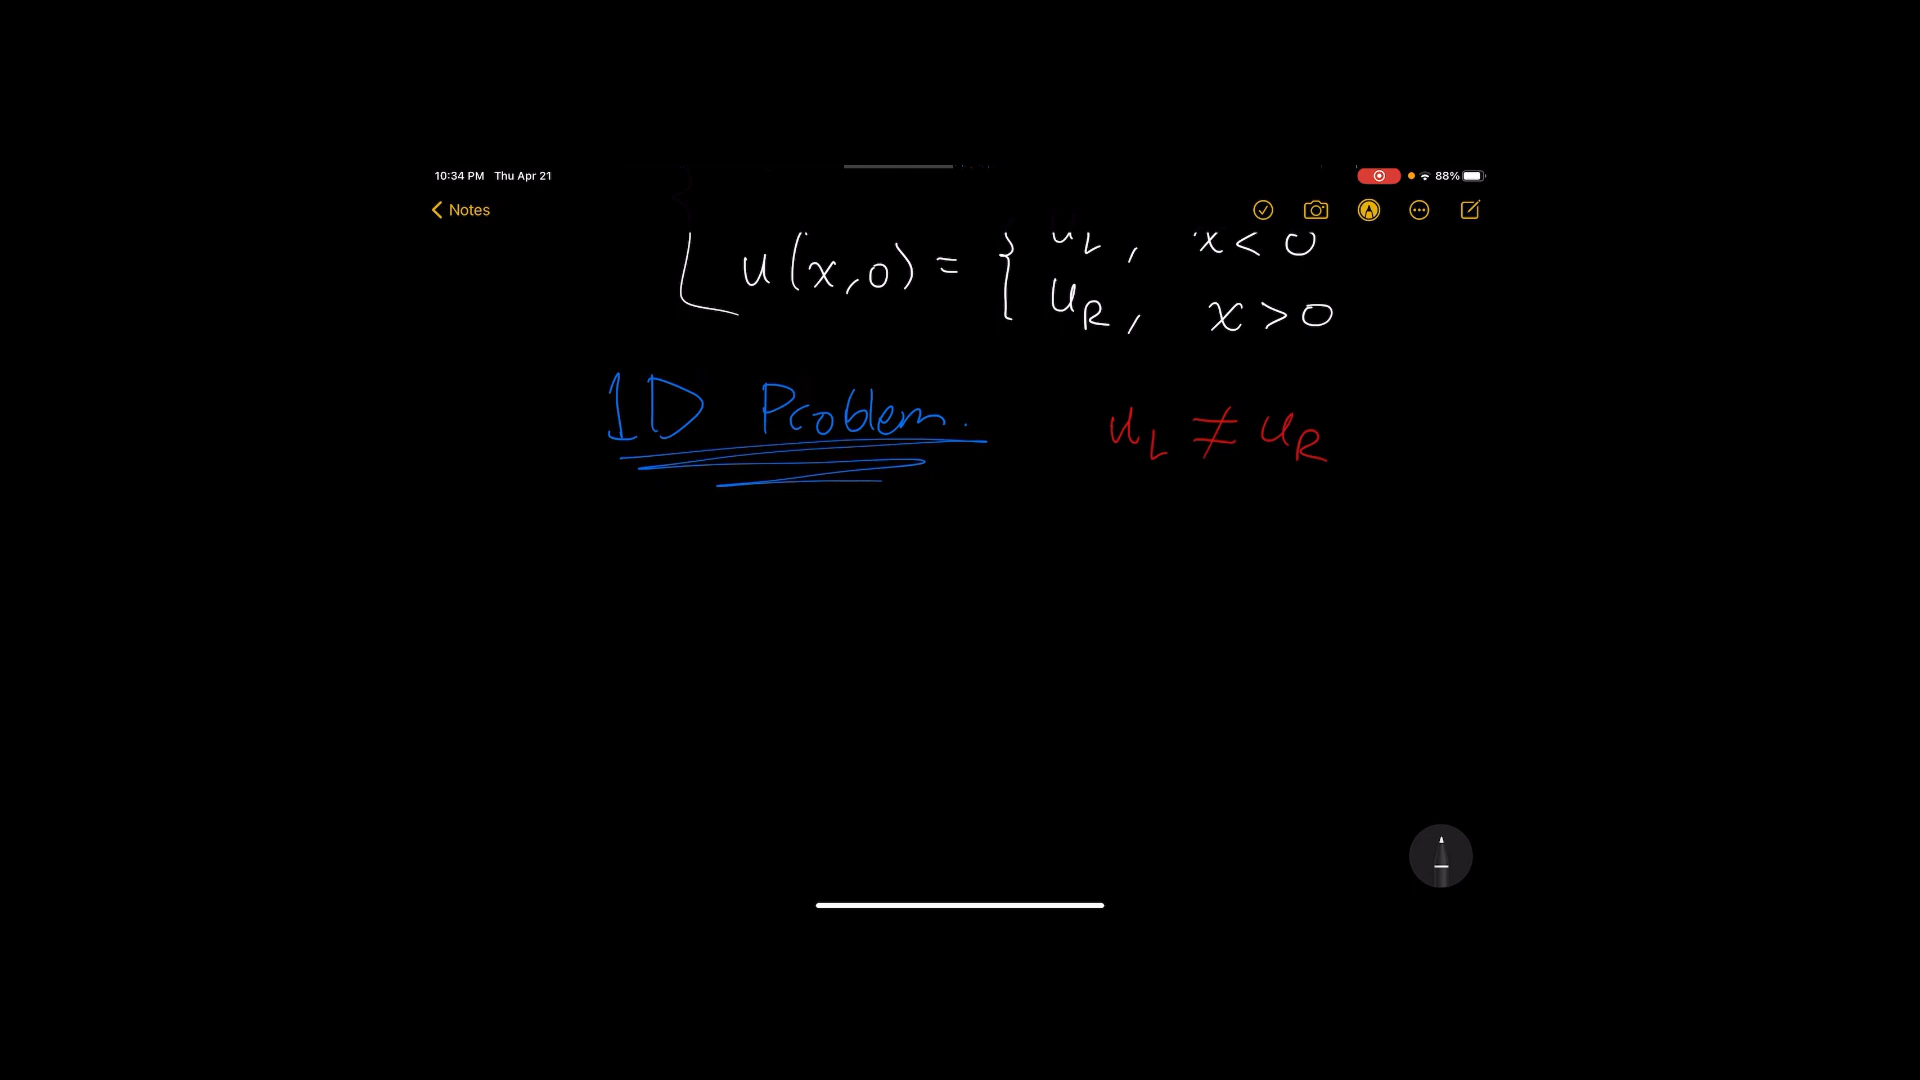 10:34 PM Thu Apr 21
88%
Notes
u(x,0) = { u_L, x < 0
u_R, x > 0
1D Problem.
u_L ≠ u_R